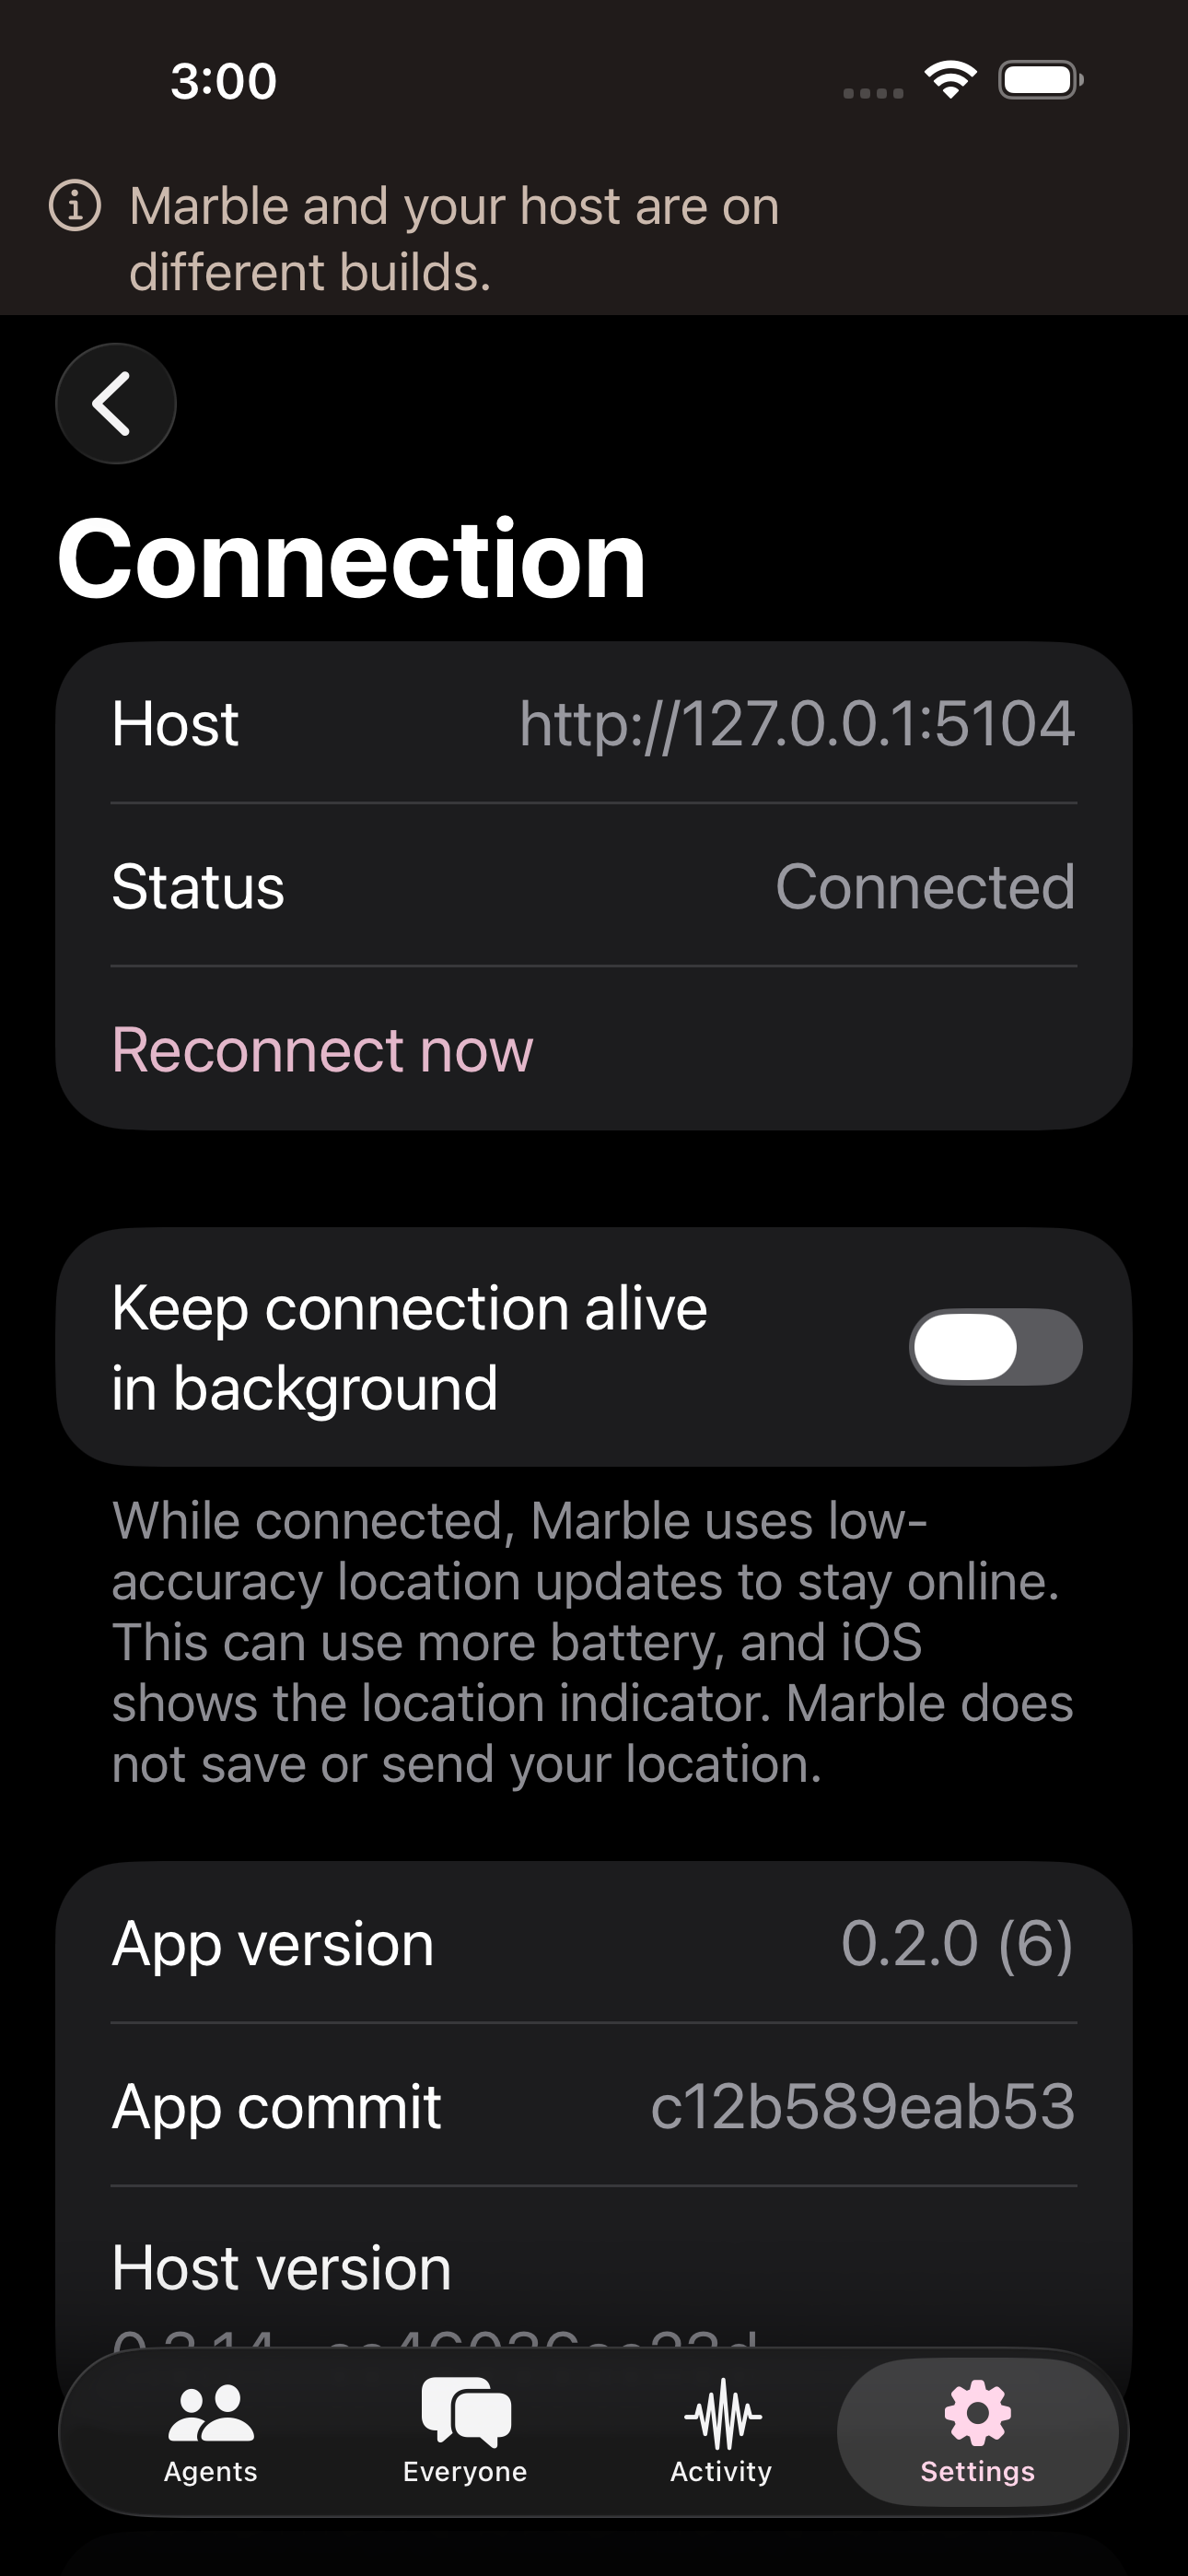 3:00
Marble and your host are on
different builds.
Connection
Host http://127.0.0.1:5104
Status Connected
Reconnect now
Keep connection alive
in background
While connected, Marble uses low-
accuracy location updates to stay online.
This can use more battery, and iOS
shows the location indicator. Marble does
not save or send your location.
App version 0.2.0 (6)
App commit c12b589eab53
Host version
Agents Everyone Activity Settings